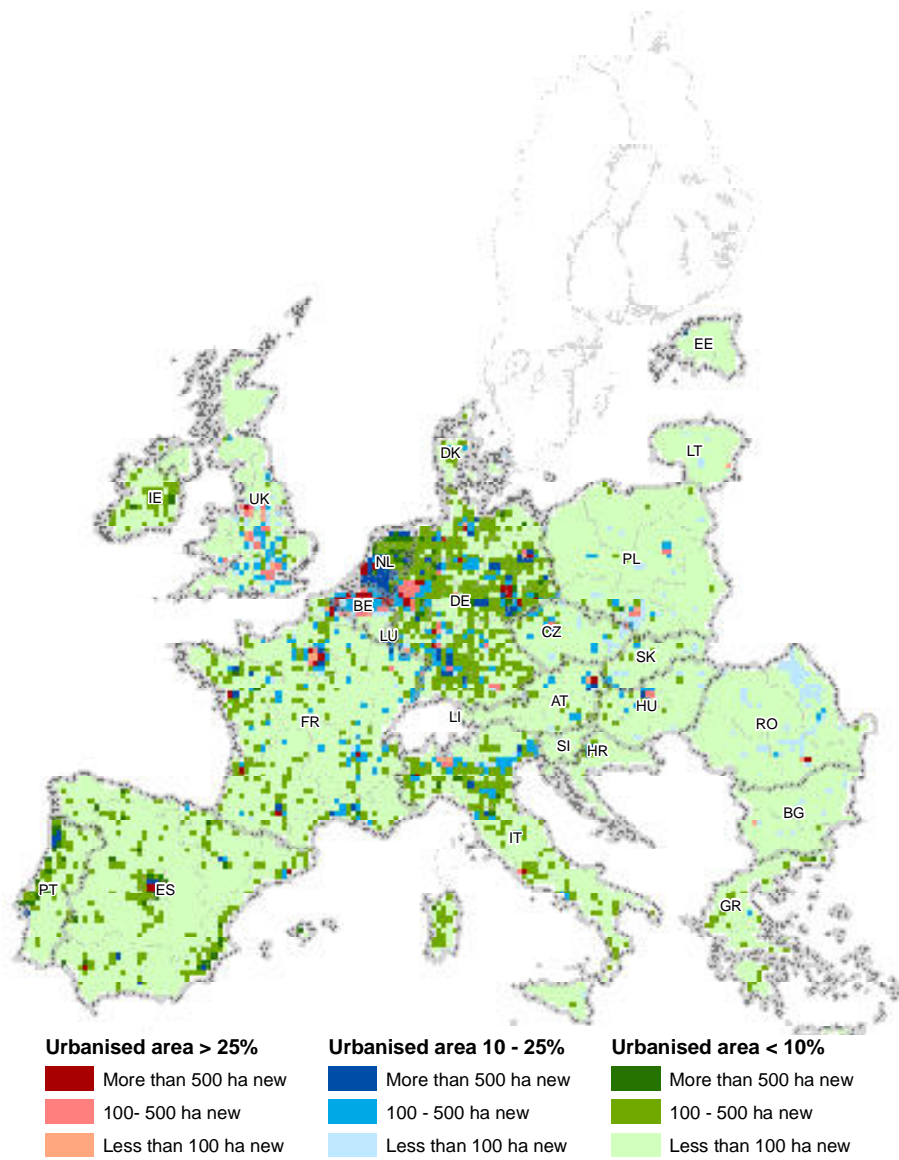 EE
LT
DK
IE
UK
PL
NL
BE
DE
LU
CZ
SK
AT
HU
FR
LI
RO
SI
HR
BG
IT
PT
ES
GR
Urbanised area > 25%
Urbanised area 10 - 25%
Urbanised area < 10%
More than 500 ha new
More than 500 ha new
More than 500 ha new
100- 500 ha new
100 - 500 ha new
100 - 500 ha new
Less than 100 ha new
Less than 100 ha new
Less than 100 ha new